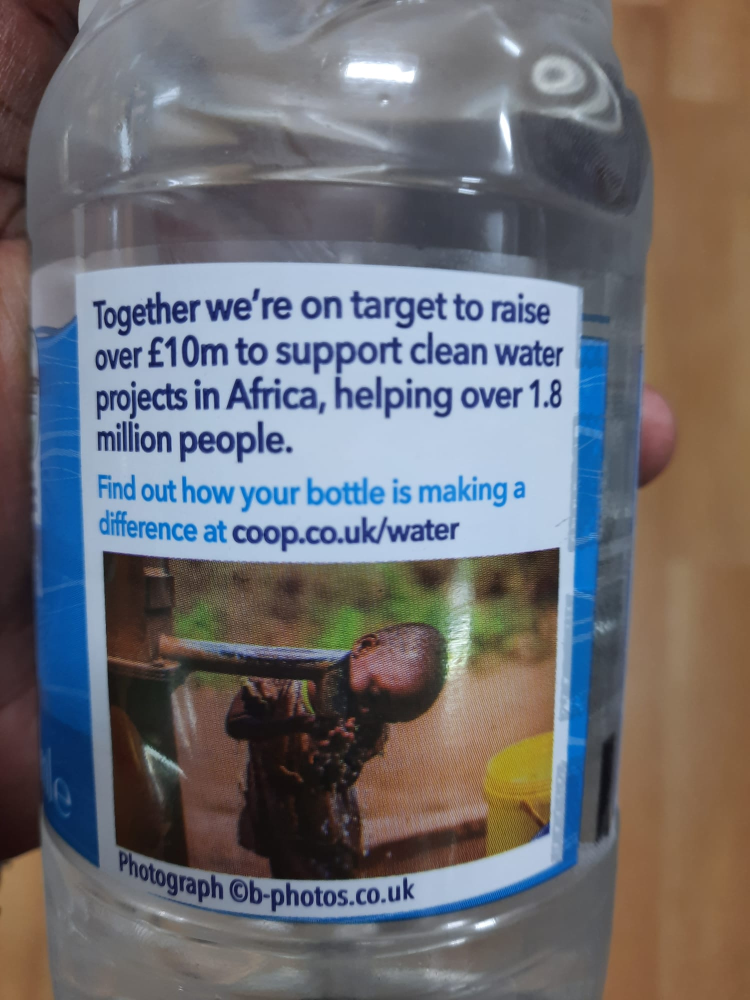 Together we're on target to raise
over £10m to support clean water
projects in Africa, helping over 1.8
million people.
Find out how your bottle is making a
difference at coop.co.uk/water
Photograph ©b-photos.co.uk